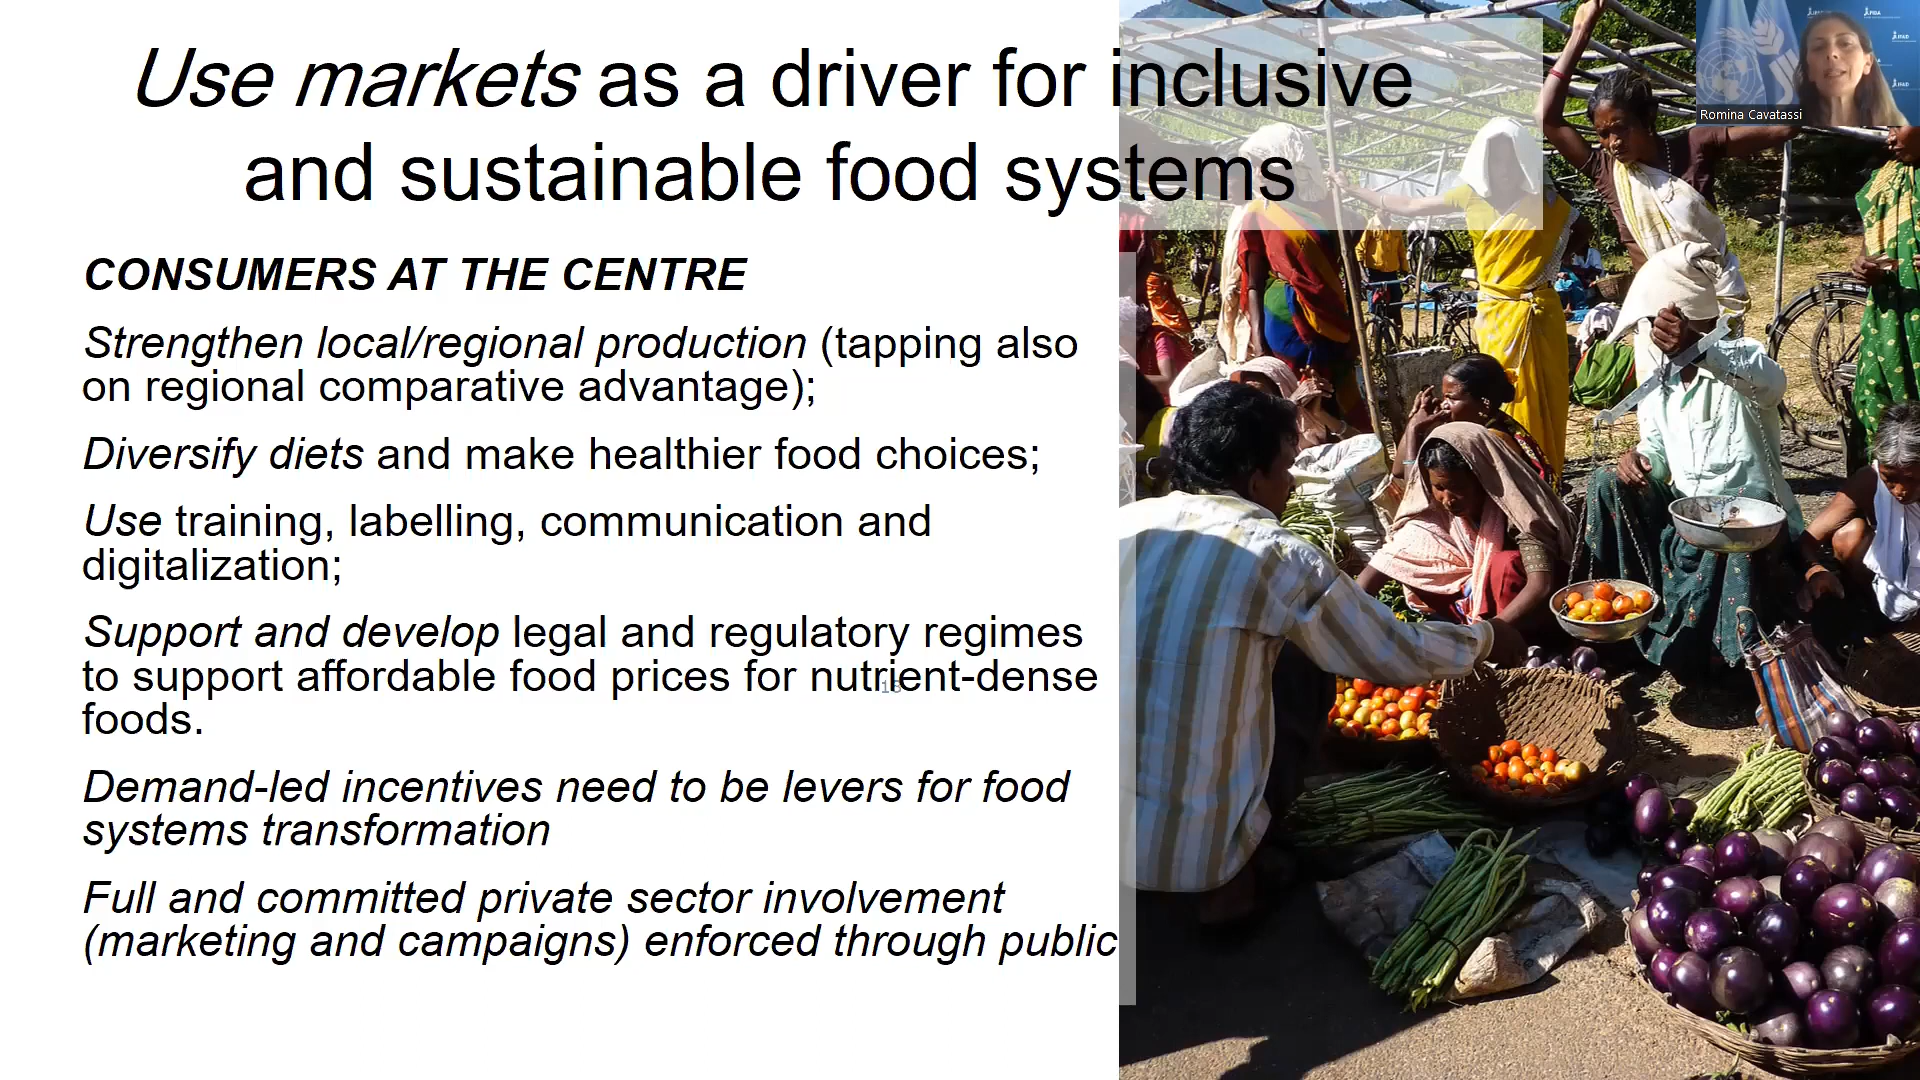 Use markets as a driver for inclusive
and sustainable food systems
Romina Cavatassi
CONSUMERS AT THE CENTRE
Strengthen local/regional production (tapping also
on regional comparative advantage);
Diversify diets and make healthier food choices;
Use training, labelling, communication and
digitalization;
Support and develop legal and regulatory regimes
to support affordable food prices for nutrient-dense
foods.
Demand-led incentives need to be levers for food
systems transformation
Full and committed private sector involvement
(marketing and campaigns) enforced through public